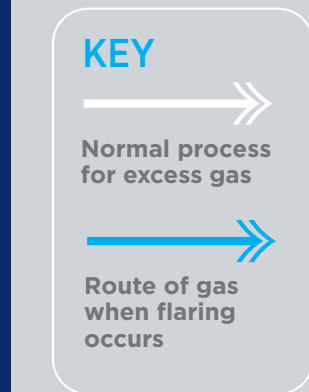 KEY
Normal process
for excess gas
Route of gas
when flaring
occurs